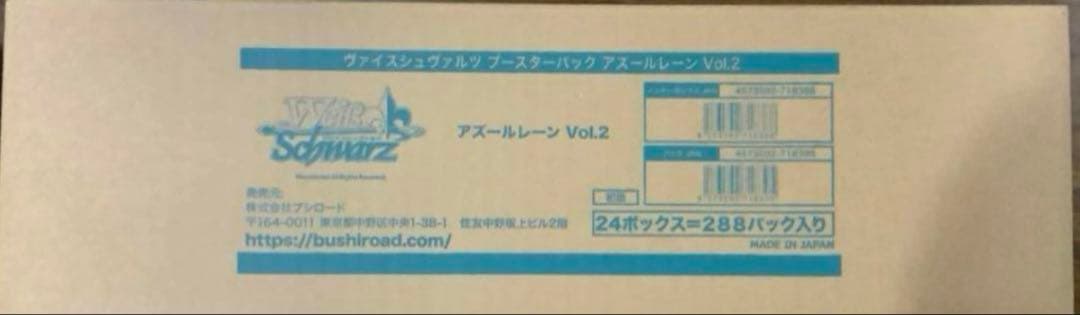 ヴァイスシュヴァルツ ブースターパック アズールレーン Vol.2
Weiß
Schwarz
アズールレーン Vol.2
発売元:
株式会社ブシロード
〒164-0011 東京都中野区中央1-38-1 住友中野坂上ビル2階
https://bushiroad.com/
初版
24ボックス=288パック入り
MADE IN JAPAN